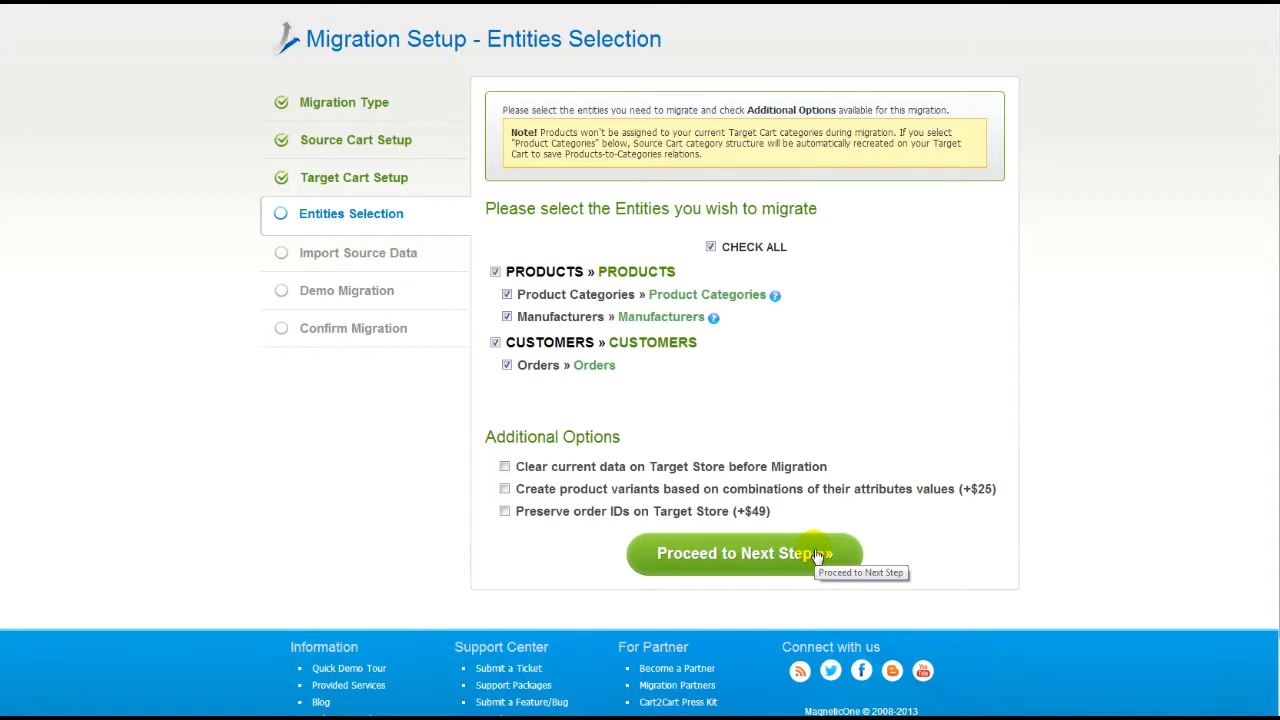 Migration Setup - Entities Selection
Migration Type
Source Cart Setup
Target Cart Setup
Entities Selection
Import Source Data
Demo Migration
Confirm Migration
Please select the entities you need to migrate and check Additional Options available for this migration.
Note! Products won't be assigned to your current Target Cart categories during migration. If you select
"Product Categories" below, Source Cart category structure will be automatically recreated on your Target
Cart to save Products-to-Categories relations.
Please select the Entities you wish to migrate
CHECK ALL
PRODUCTS » PRODUCTS
Product Categories » Product Categories ?
Manufacturers » Manufacturers ?
CUSTOMERS » CUSTOMERS
Orders » Orders
Additional Options
Clear current data on Target Store before Migration
Create product variants based on combinations of their attributes values (+$25)
Preserve order IDs on Target Store (+$49)
Proceed to Next Step »
Proceed to Next Step
Information
Quick Demo Tour
Provided Services
Blog
Support Center
Submit a Ticket
Support Packages
Submit a Feature/Bug
For Partner
Become a Partner
Migration Partners
Cart2Cart Press Kit
Connect with us
You Tube
MagneticOne © 2008-2013